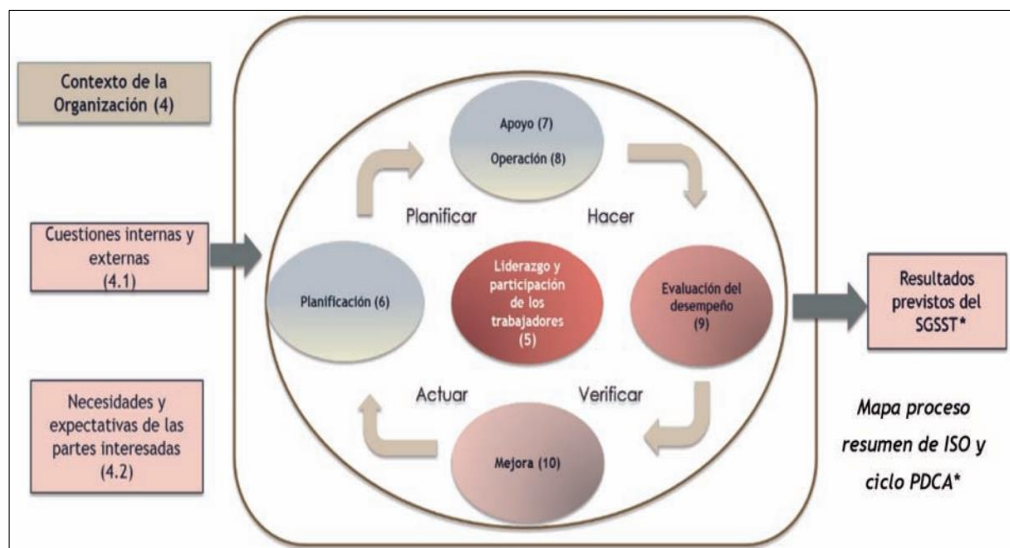 Contexto de la
Organización (4)
Cuestiones internas y
externas
(4.1)
Necesidades y
expectativas de las
partes interesadas
(4.2)
Apoyo (7)
Operación (8)
Planificar
Hacer
Planificación (6)
Liderazgo y
participación
de los
trabajadores
(5)
Evaluación del
desempeño
(9)
Actuar
Verificar
Mejora (10)
Resultados
previstos del
SGSST*
Mapa proceso
resumen de ISO y
ciclo PDCA*